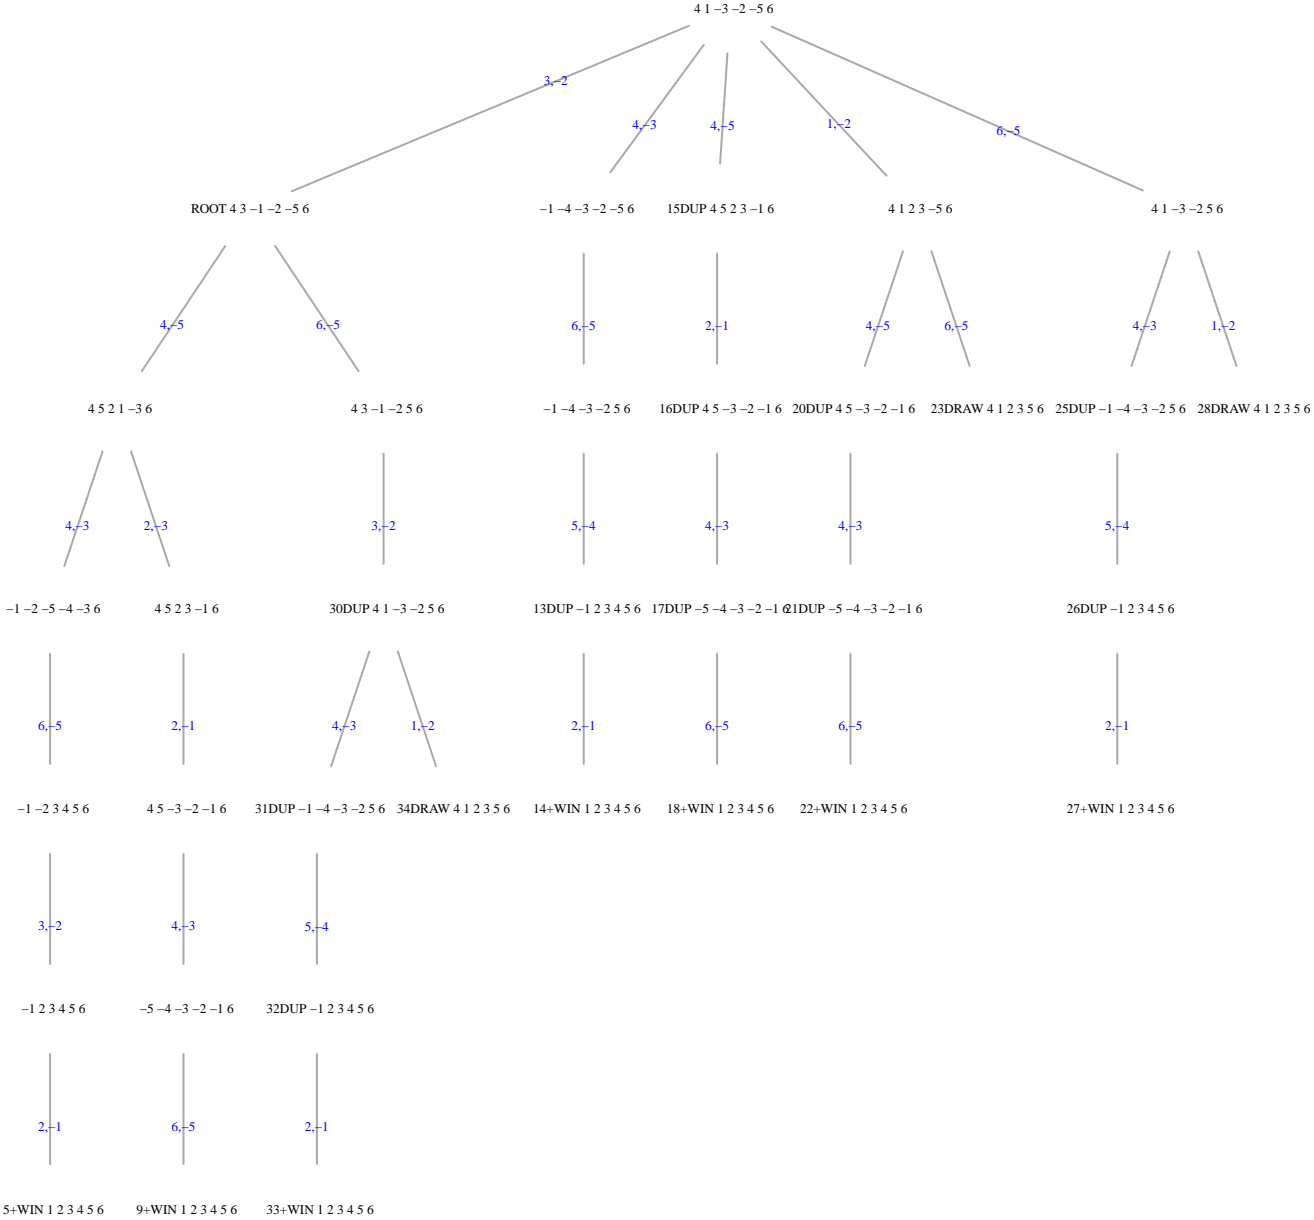 4 1 −3 −2 −5 6
3,−2
4,−3
4,−5
1,−2
6,−5
ROOT 4 3 −1 −2 −5 6
−1 −4 −3 −2 −5 6
15DUP 4 5 2 3 −1 6
4 1 2 3 −5 6
4 1 −3 −2 5 6
4,−5
6,−5
6,−5
2,−1
4,−5
6,−5
4,−3
1,−2
4 5 2 1 −3 6
4 3 −1 −2 5 6
−1 −4 −3 −2 5 6
16DUP 4 5 −3 −2 −1 6
20DUP 4 5 −3 −2 −1 6
23DRAW 4 1 2 3 5 6
25DUP −1 −4 −3 −2 5 6
28DRAW 4 1 2 3 5 6
4,−3
2,−3
3,−2
5,−4
4,−3
4,−3
5,−4
−1 −2 −5 −4 −3 6
4 5 2 3 −1 6
30DUP 4 1 −3 −2 5 6
13DUP −1 2 3 4 5 6
17DUP −5 −4 −3 −2 −1 6
21DUP −5 −4 −3 −2 −1 6
26DUP −1 2 3 4 5 6
6,−5
2,−1
4,−3
1,−2
2,−1
6,−5
6,−5
2,−1
−1 −2 3 4 5 6
4 5 −3 −2 −1 6
31DUP −1 −4 −3 −2 5 6
34DRAW 4 1 2 3 5 6
14+WIN 1 2 3 4 5 6
18+WIN 1 2 3 4 5 6
22+WIN 1 2 3 4 5 6
27+WIN 1 2 3 4 5 6
3,−2
4,−3
5,−4
−1 2 3 4 5 6
−5 −4 −3 −2 −1 6
32DUP −1 2 3 4 5 6
2,−1
6,−5
2,−1
5+WIN 1 2 3 4 5 6
9+WIN 1 2 3 4 5 6
33+WIN 1 2 3 4 5 6